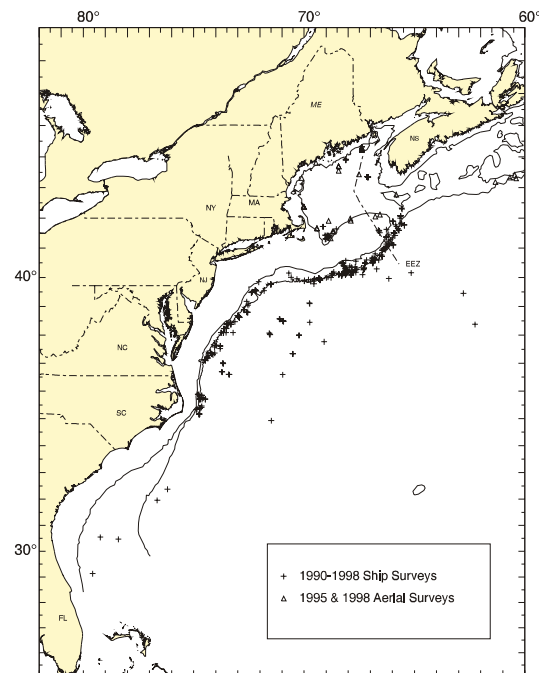 80° 70° 60°
ME
NS
NY MA
EEZ
40°
NJ
NC
SC
30°
+ 1990-1998 Ship Surveys
△ 1995 & 1998 Aerial Surveys
FL